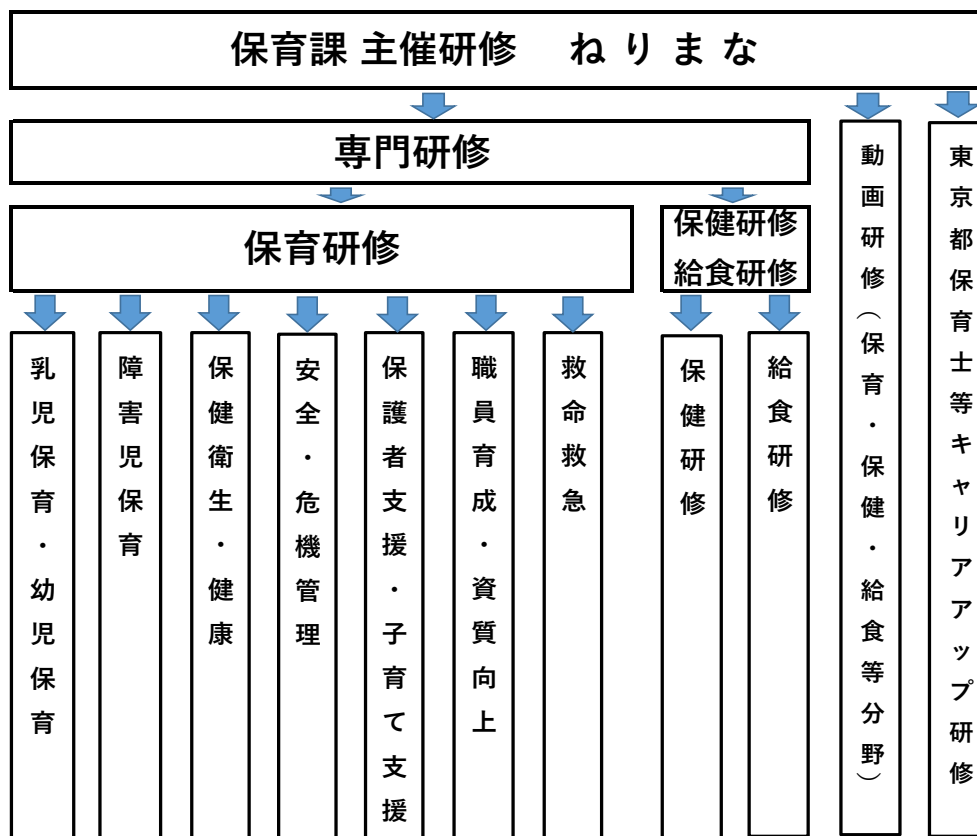 保育課 主催研修　ねりまな
専門研修
保育研修
保健研修
給食研修
乳児保育・幼児保育
障害児保育
保健衛生・健康
安全・危機管理
保護者支援・子育て支援
職員育成・資質向上
救命救急
保健研修
給食研修
動画研修（保育・保健・給食等分野）
東京都保育士等キャリアアップ研修